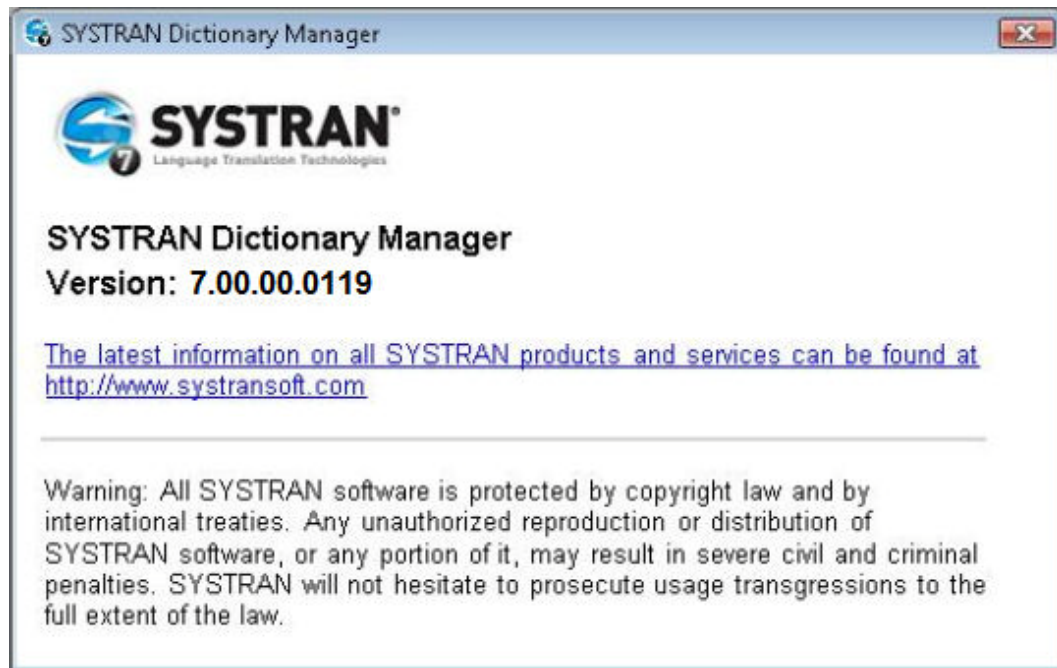 SYSTRAN Dictionary Manager
SYSTRAN®
7
Language Translation Technologies
SYSTRAN Dictionary Manager
Version: 7.00.00.0119
The latest information on all SYSTRAN products and services can be found at
http://www.systransoft.com
Warning: All SYSTRAN software is protected by copyright law and by
international treaties. Any unauthorized reproduction or distribution of
SYSTRAN software, or any portion of it, may result in severe civil and criminal
penalties. SYSTRAN will not hesitate to prosecute usage transgressions to the
full extent of the law.